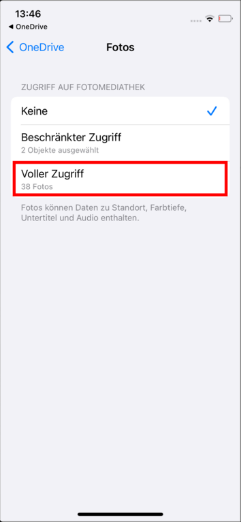 13:46
◀ OneDrive
OneDrive
Fotos
ZUGRIFF AUF FOTOMEDIATHEK
Keine
Beschränkter Zugriff
2 Objekte ausgewählt
Voller Zugriff
38 Fotos
Fotos können Daten zu Standort, Farbtiefe,
Untertitel und Audio enthalten.